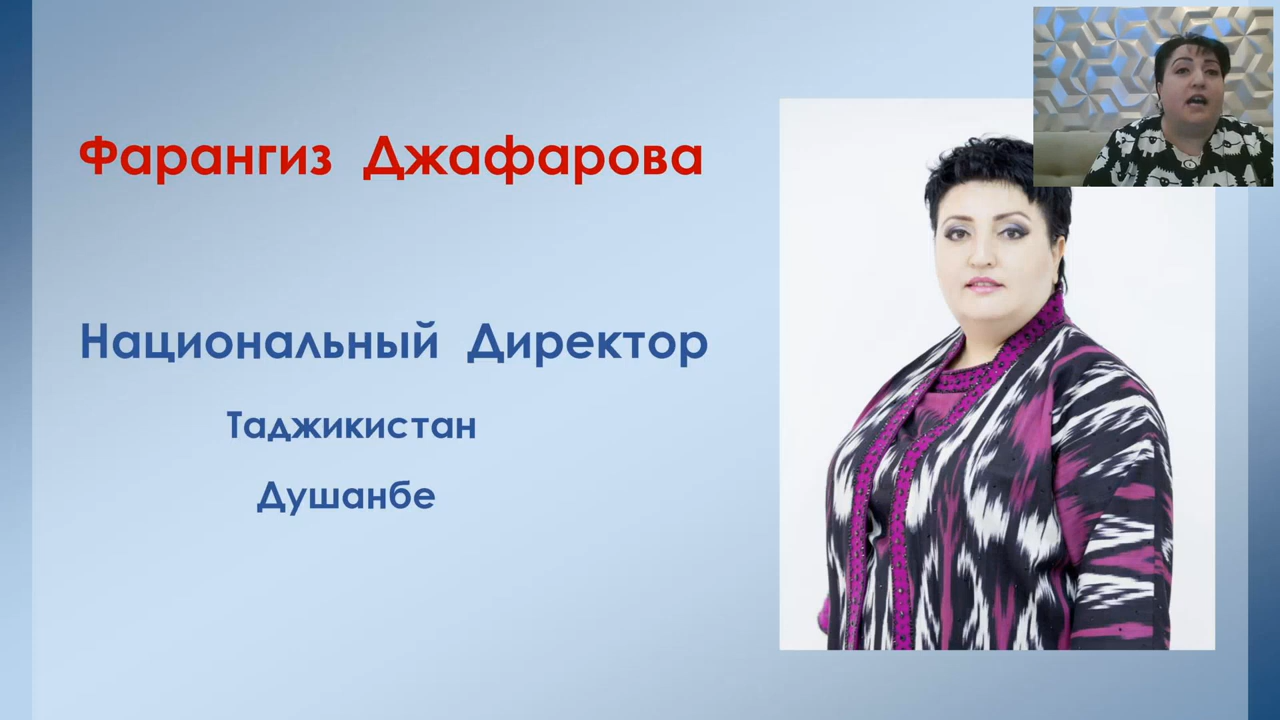 Фарангиз Джафарова
Национальный Директор
Таджикистан
Душанбе